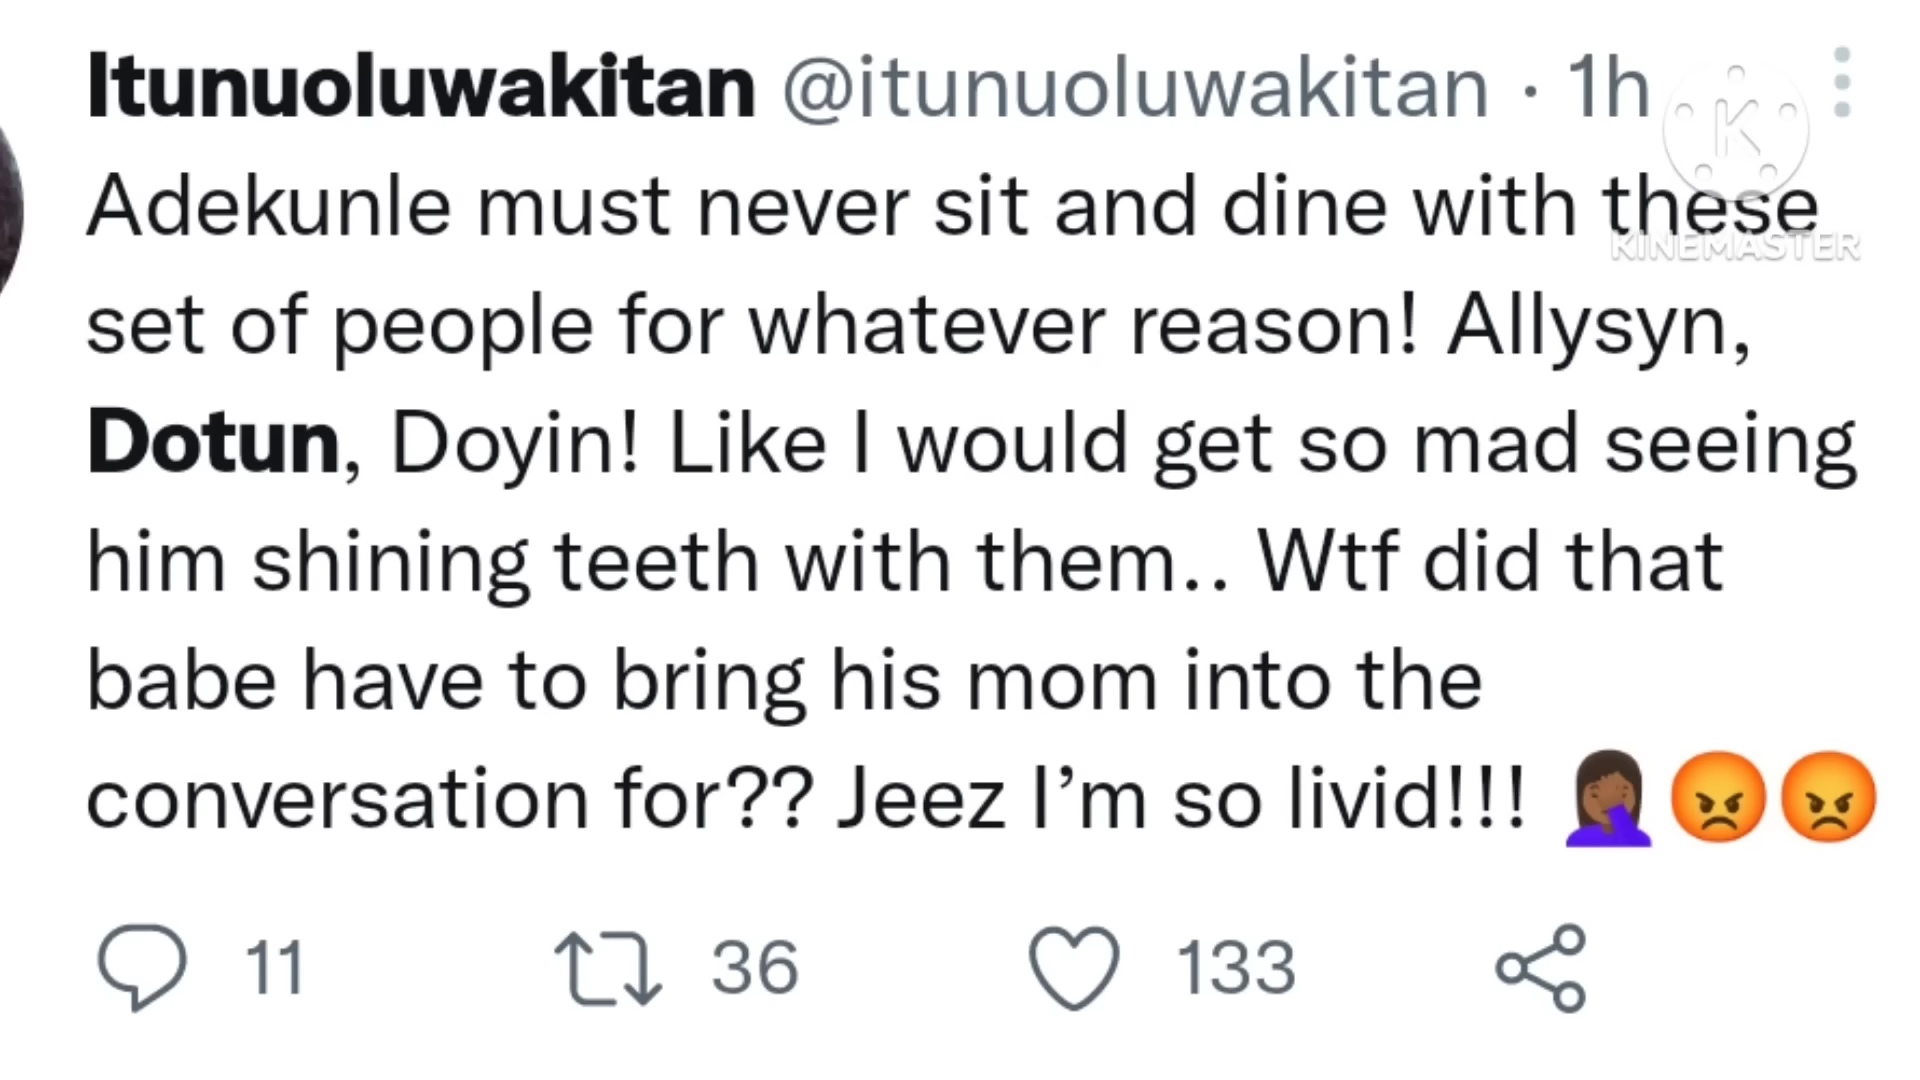 Itunuoluwakitan @itunuoluwakitan · 1h
K
Adekunle must never sit and dine with these
KINEMASTER
set of people for whatever reason! Allysyn,
Dotun, Doyin! Like I would get so mad seeing
him shining teeth with them.. Wtf did that
babe have to bring his mom into the
conversation for?? Jeez I’m so livid!!! 🤦🏾‍♀️😡😡
11 36 133